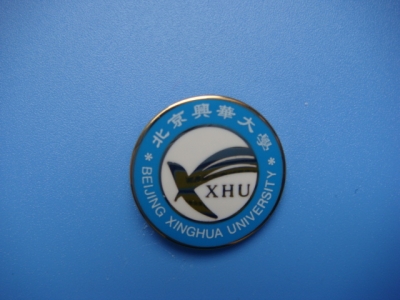 北京興華大學
XHU
* BEIJING XINGHUA UNIVERSITY *